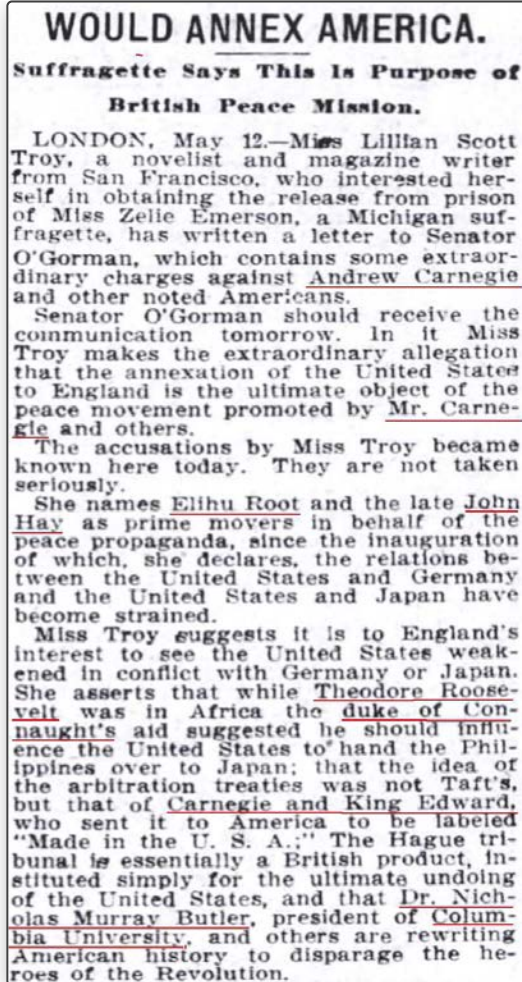 WOULD ANNEX AMERICA.
Suffragette Says This Is Purpose of
British Peace Mission.
LONDON, May 12.—Miss Lillian Scott
Troy, a novelist and magazine writer
from San Francisco, who interested her-
self in obtaining the release from prison
of Miss Zelie Emerson, a Michigan suf-
fragette, has written a letter to Senator
O'Gorman, which contains some extraor-
dinary charges against Andrew Carnegie
and other noted Americans.
Senator O'Gorman should receive the
communication tomorrow. In it Miss
Troy makes the extraordinary allegation
that the annexation of the United States
to England is the ultimate object of the
peace movement promoted by Mr. Carne-
gie and others.
The accusations by Miss Troy became
known here today. They are not taken
seriously.
She names Elihu Root and the late John
Hay as prime movers in behalf of the
peace propaganda, since the inauguration
of which, she declares, the relations be-
tween the United States and Germany
and the United States and Japan have
become strained.
Miss Troy suggests it is to England's
interest to see the United States weak-
ened in conflict with Germany or Japan.
She asserts that while Theodore Roose-
velt was in Africa the duke of Con-
naught's aid suggested he should influ-
ence the United States to hand the Phil-
ippines over to Japan; that the idea of
the arbitration treaties was not Taft's,
but that of Carnegie and King Edward,
who sent it to America to be labeled
"Made in the U. S. A.;" The Hague tri-
bunal is essentially a British product, in-
stituted simply for the ultimate undoing
of the United States, and that Dr. Nich-
olas Murray Butler, president of Colum-
bia University, and others are rewriting
American history to disparage the he-
roes of the Revolution.